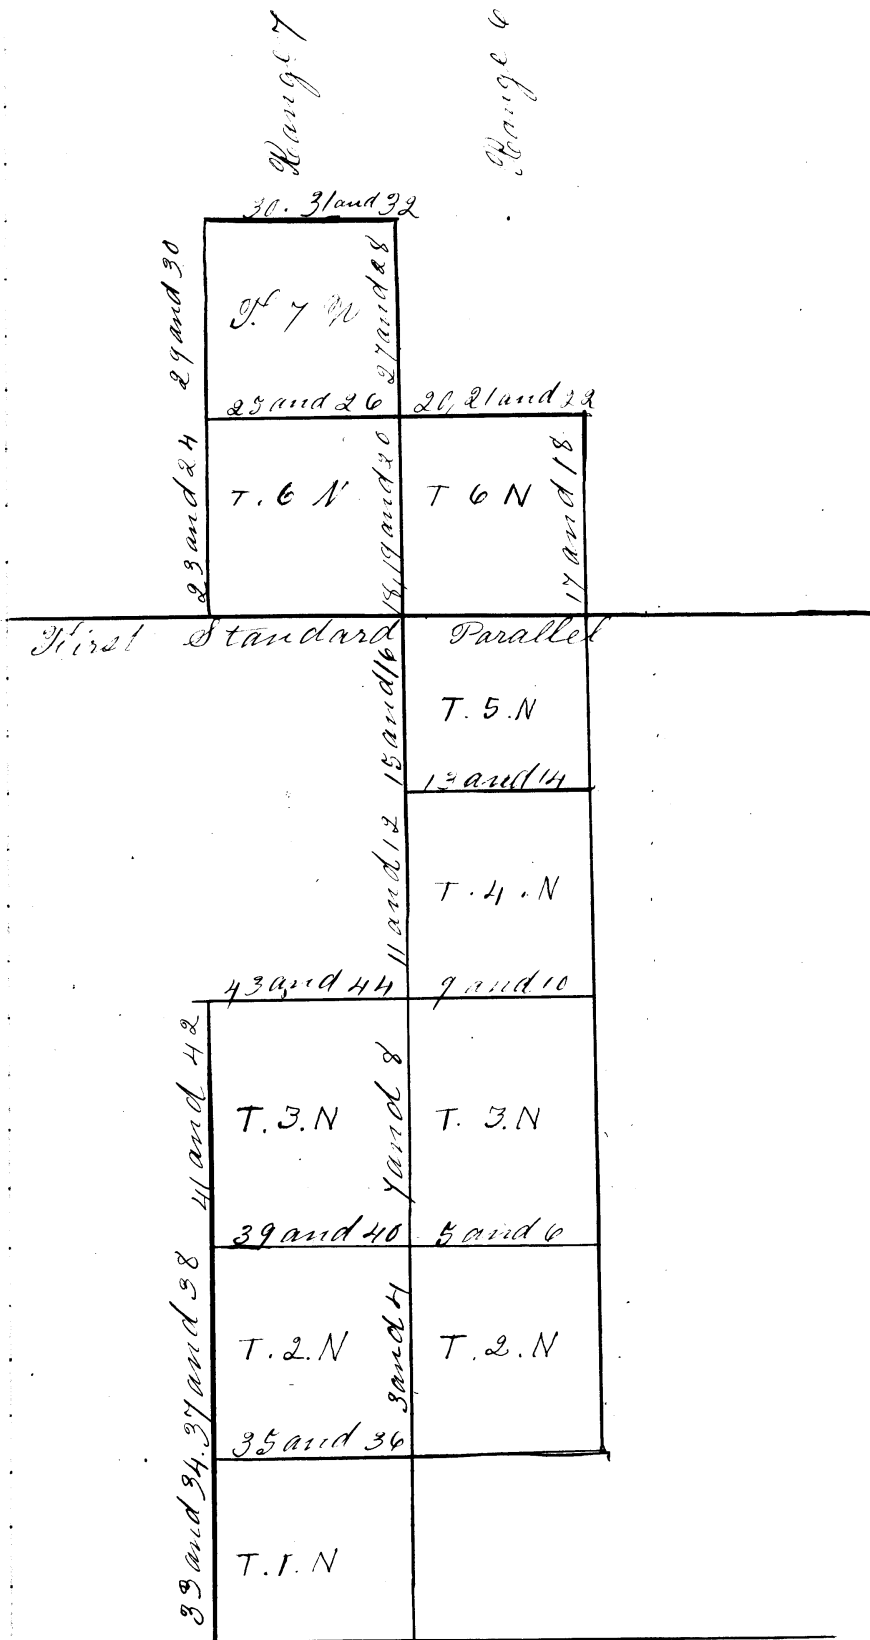 Range 7
Range 6
30. 31 and 32
29 and 30
T. 7 N
27 and 28
25 and 26
20, 21 and 22
23 and 24
T. 6 N
18, 19 and 20
T 6 N
17 and 18
First Standard Parallel
15 and 16
T. 5. N
13 and 14
11 and 12
T. 4. N
43 and 44
9 and 10
41 and 42
T. 3. N
7 and 8
T. 3. N
39 and 40
5 and 6
37 and 38
T. 2. N
3 and 4
T. 2. N
35 and 36
33 and 34.
T. 1. N